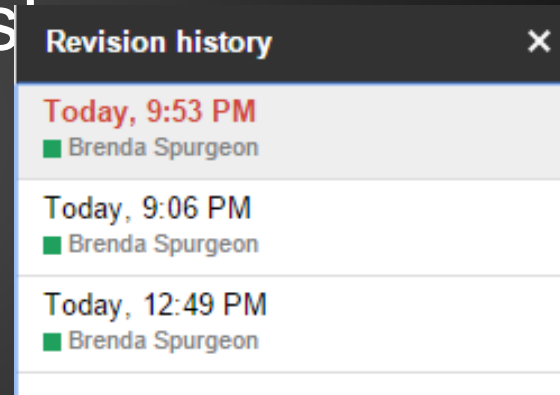 s
Revision history ×
Today, 9:53 PM
Brenda Spurgeon
Today, 9:06 PM
Brenda Spurgeon
Today, 12:49 PM
Brenda Spurgeon